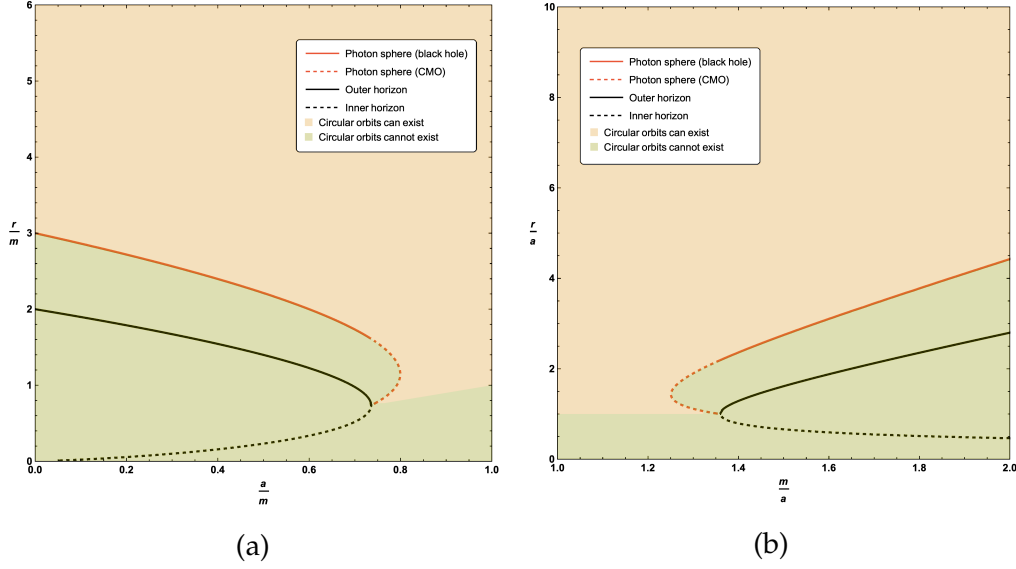 6
5
4
3
2
1
0
r
m
0.0
0.2
0.4
0.6
0.8
1.0
a
m
Photon sphere (black hole)
Photon sphere (CMO)
Outer horizon
Inner horizon
Circular orbits can exist
Circular orbits cannot exist
(a)
10
8
6
4
2
0
r
a
1.0
1.2
1.4
1.6
1.8
2.0
m
a
Photon sphere (black hole)
Photon sphere (CMO)
Outer horizon
Inner horizon
Circular orbits can exist
Circular orbits cannot exist
(b)